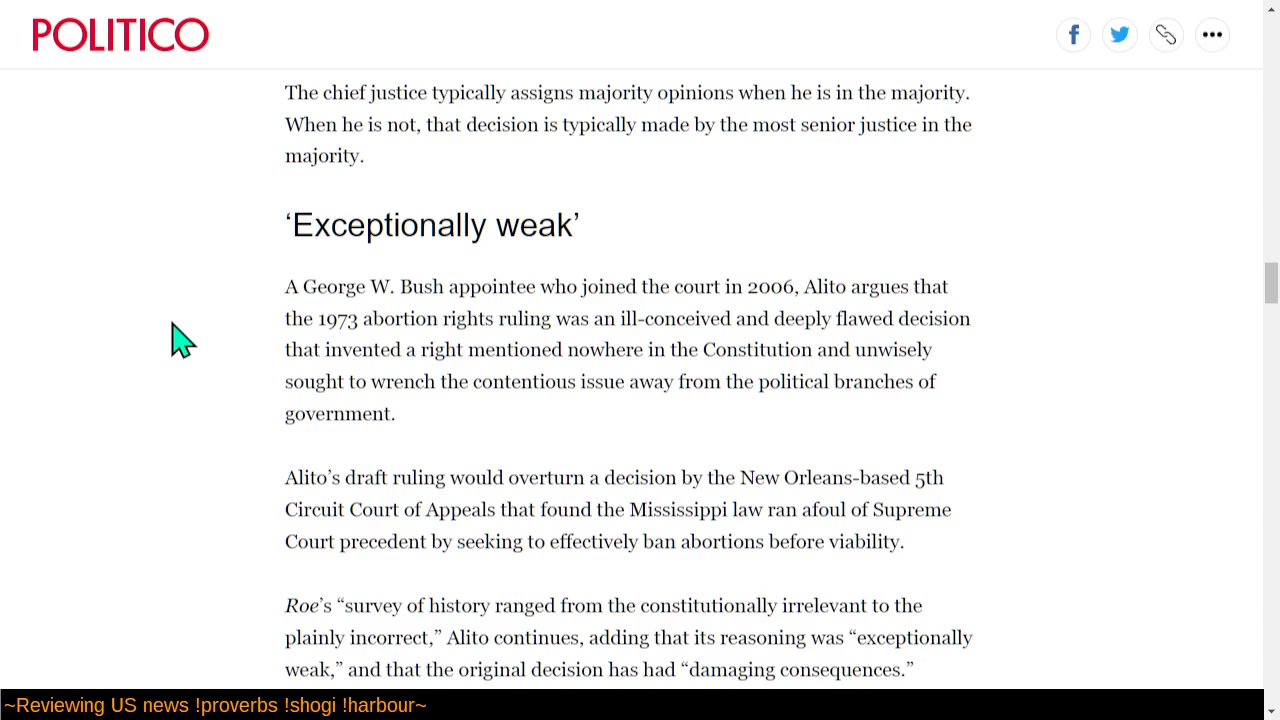 POLITICO
The chief justice typically assigns majority opinions when he is in the majority.
When he is not, that decision is typically made by the most senior justice in the
majority.
‘Exceptionally weak’
A George W. Bush appointee who joined the court in 2006, Alito argues that
the 1973 abortion rights ruling was an ill-conceived and deeply flawed decision
that invented a right mentioned nowhere in the Constitution and unwisely
sought to wrench the contentious issue away from the political branches of
government.
Alito’s draft ruling would overturn a decision by the New Orleans-based 5th
Circuit Court of Appeals that found the Mississippi law ran afoul of Supreme
Court precedent by seeking to effectively ban abortions before viability.
Roe’s “survey of history ranged from the constitutionally irrelevant to the
plainly incorrect,” Alito continues, adding that its reasoning was “exceptionally
weak,” and that the original decision has had “damaging consequences.”
~Reviewing US news !proverbs !shogi !harbour~